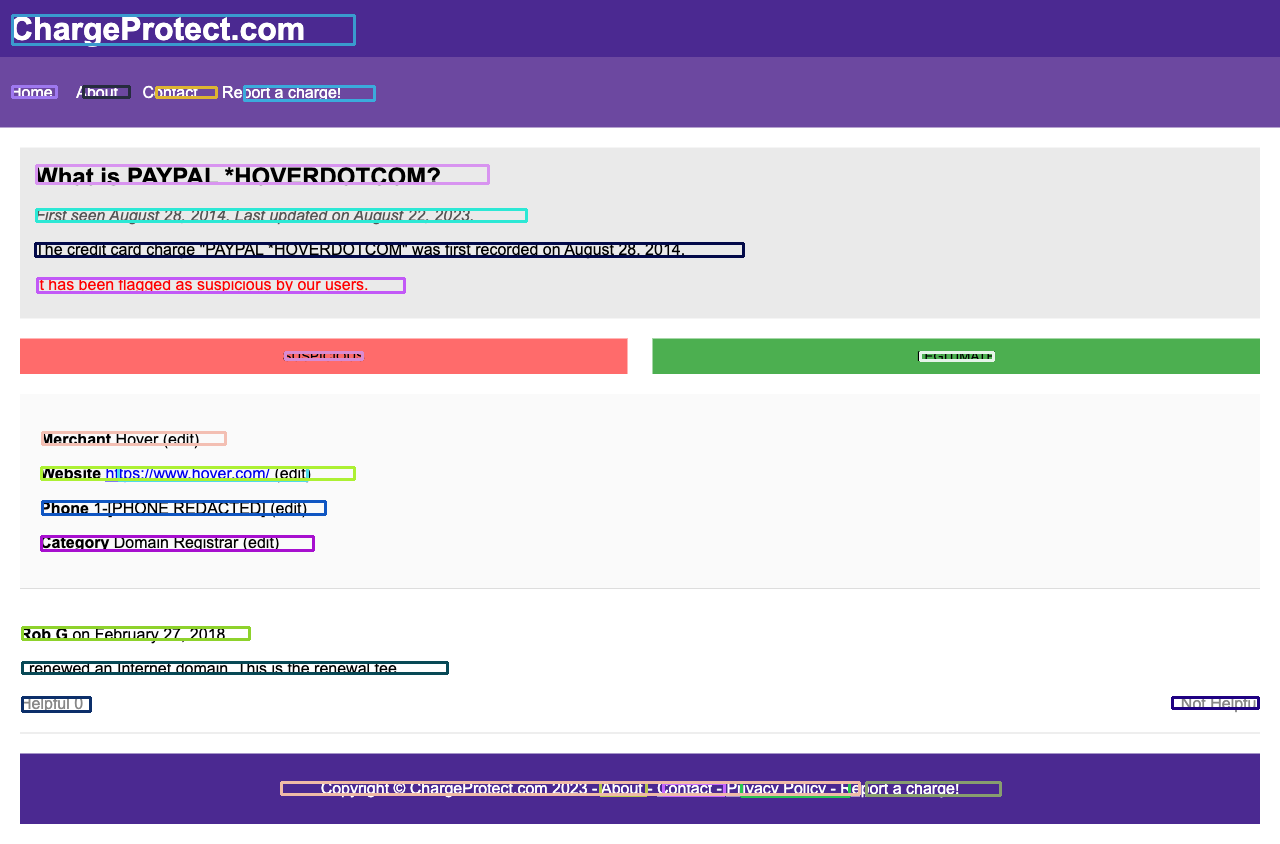 ChargeProtect.com
Home About Contact Report a charge!
What is PAYPAL *HOVERDOTCOM?
First seen August 28, 2014. Last updated on August 22, 2023.
The credit card charge "PAYPAL *HOVERDOTCOM" was first recorded on August 28, 2014.
It has been flagged as suspicious by our users.
SUSPICIOUS LEGITIMATE
Merchant Hover (edit)
Website https://www.hover.com/ (edit)
Phone 1-[PHONE REDACTED] (edit)
Category Domain Registrar (edit)
Rob G on February 27, 2018
I renewed an Internet domain. This is the renewal fee.
Helpful 0 Not Helpful
Copyright © ChargeProtect.com 2023 - About - Contact - Privacy Policy - Report a charge!